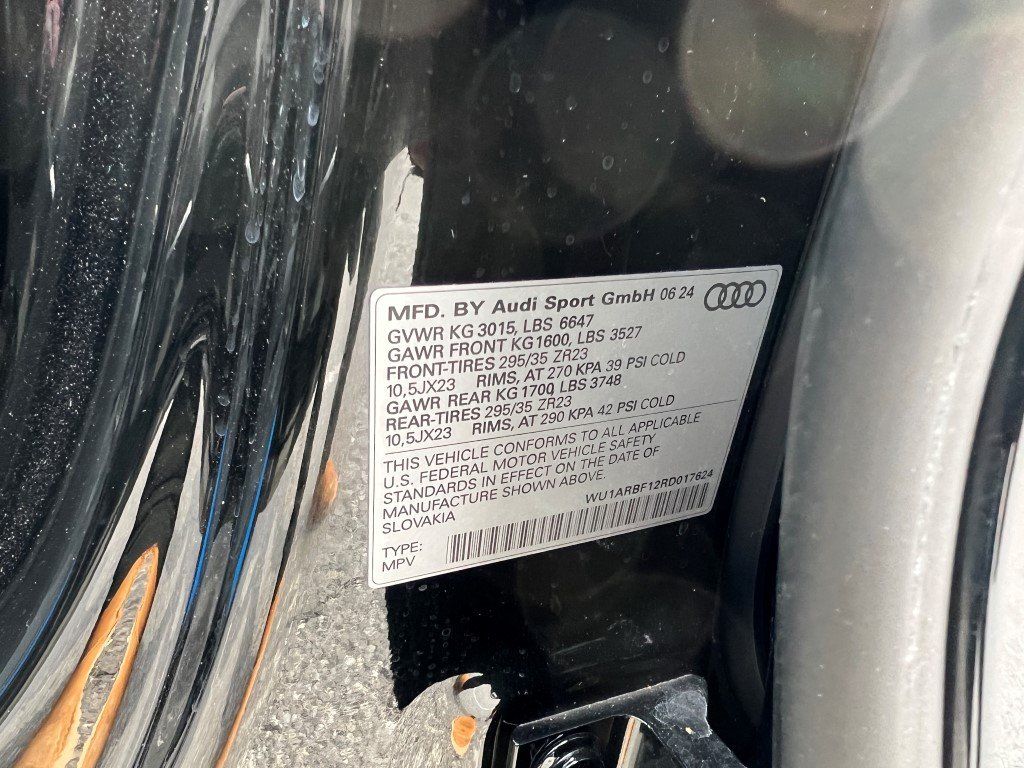 MFD. BY Audi Sport GmbH 06 24
GVWR KG 3015, LBS 6647
GAWR FRONT KG1600, LBS 3527
FRONT-TIRES 295/35 ZR23
10,5JX23 RIMS, AT 270 KPA 39 PSI COLD
GAWR REAR KG 1700, LBS 3748
REAR-TIRES 295/35 ZR23
10,5JX23 RIMS, AT 290 KPA 42 PSI COLD
THIS VEHICLE CONFORMS TO ALL APPLICABLE
U.S. FEDERAL MOTOR VEHICLE SAFETY
STANDARDS IN EFFECT ON THE DATE OF
MANUFACTURE SHOWN ABOVE.
SLOVAKIA
WU1ARBF12RD017624
TYPE:
MPV